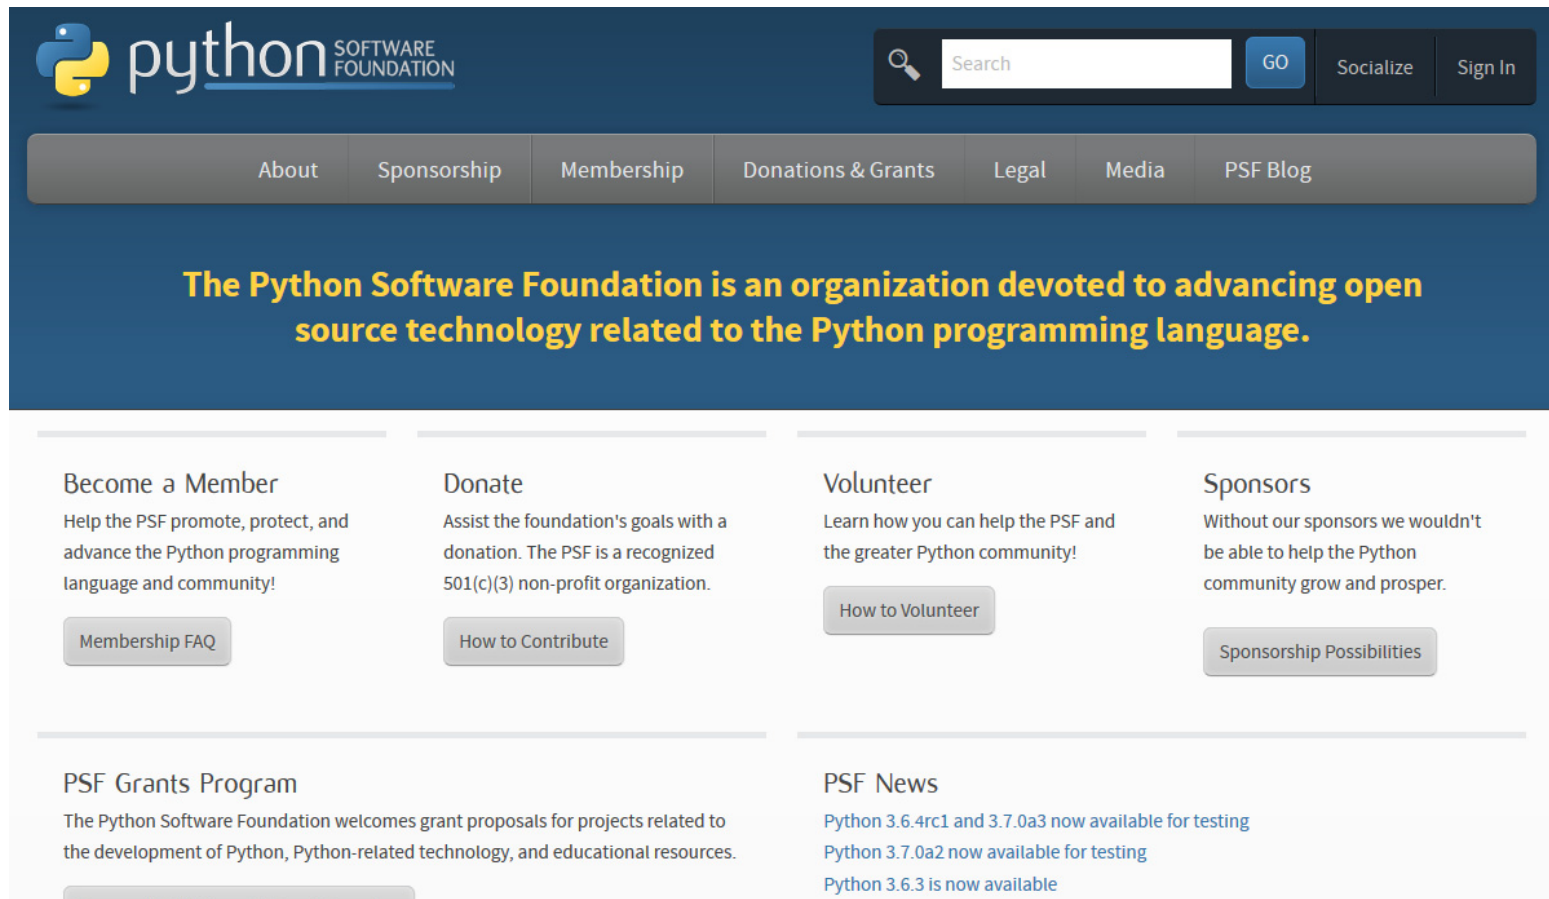 python SOFTWARE
FOUNDATION
Search
GO
Socialize
Sign In
About
Sponsorship
Membership
Donations & Grants
Legal
Media
PSF Blog
The Python Software Foundation is an organization devoted to advancing open
source technology related to the Python programming language.
Become a Member
Help the PSF promote, protect, and
advance the Python programming
language and community!
Membership FAQ
Donate
Assist the foundation's goals with a
donation. The PSF is a recognized
501(c)(3) non-profit organization.
How to Contribute
Volunteer
Learn how you can help the PSF and
the greater Python community!
How to Volunteer
Sponsors
Without our sponsors we wouldn't
be able to help the Python
community grow and prosper.
Sponsorship Possibilities
PSF Grants Program
The Python Software Foundation welcomes grant proposals for projects related to
the development of Python, Python-related technology, and educational resources.
PSF News
Python 3.6.4rc1 and 3.7.0a3 now available for testing
Python 3.7.0a2 now available for testing
Python 3.6.3 is now available